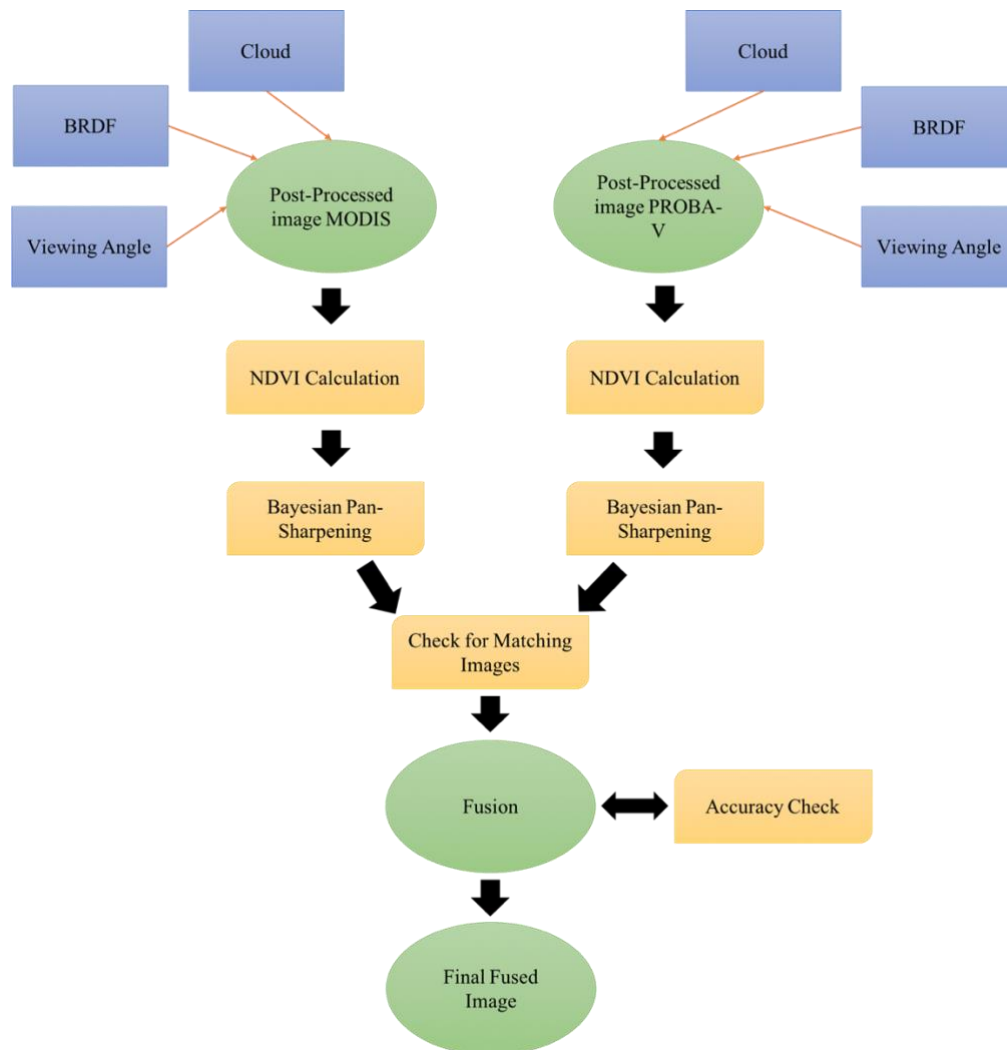 Cloud
Cloud
BRDF
BRDF
Post-Processed
image MODIS
Post-Processed
image PROBA-
V
Viewing Angle
Viewing Angle
NDVI Calculation
NDVI Calculation
Bayesian Pan-
Sharpening
Bayesian Pan-
Sharpening
Check for Matching
Images
Fusion
Accuracy Check
Final Fused
Image